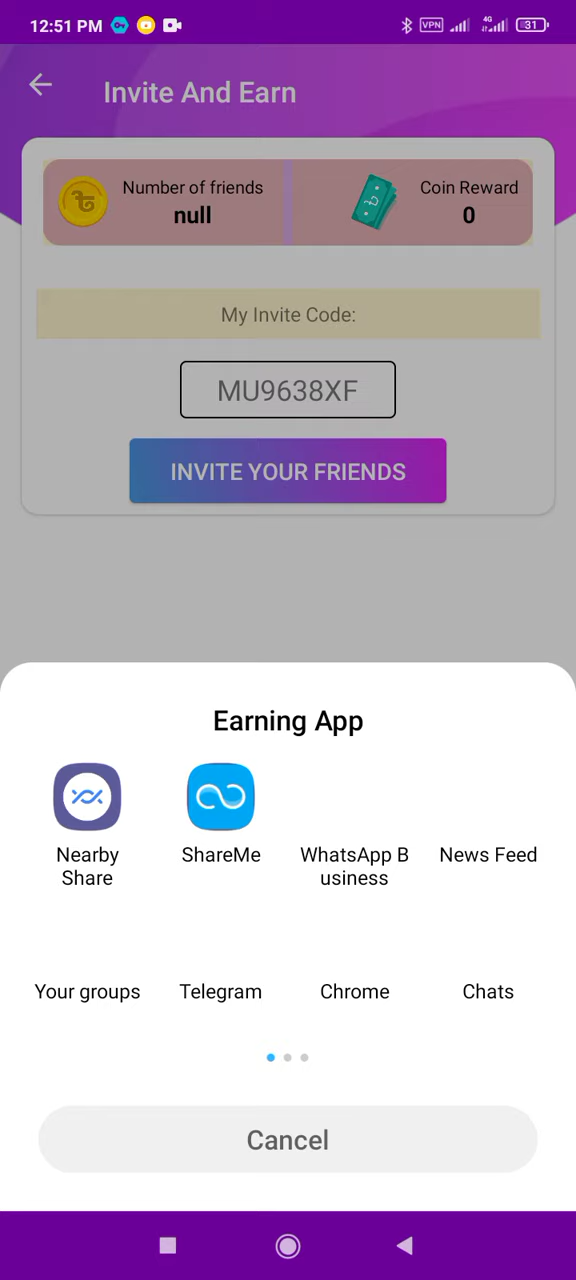 12:51 PM VPN 4G 31
Invite And Earn
Number of friends
null
Coin Reward
0
My Invite Code:
MU9638XF
INVITE YOUR FRIENDS
Earning App
Nearby
Share
ShareMe
WhatsApp B
usiness
News Feed
Your groups
Telegram
Chrome
Chats
Cancel